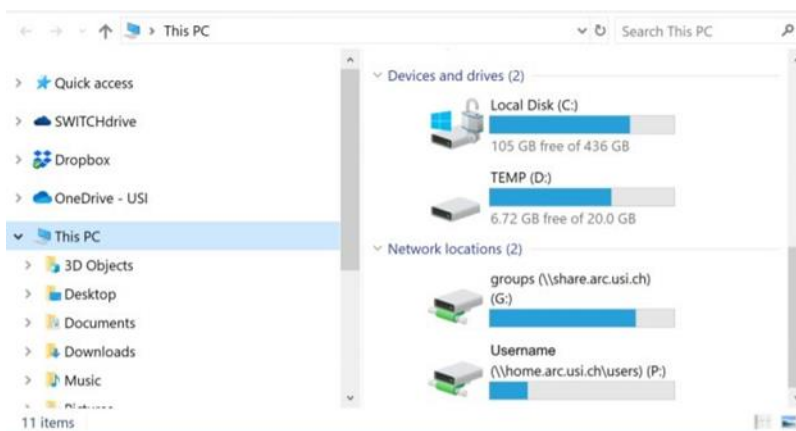 This PC
Search This PC
Quick access
SWITCHdrive
Dropbox
OneDrive - USI
This PC
3D Objects
Desktop
Documents
Downloads
Music
Pictures
11 items
Devices and drives (2)
Local Disk (C:)
105 GB free of 436 GB
TEMP (D:)
6.72 GB free of 20.0 GB
Network locations (2)
groups (\\share.arc.usi.ch)
(G:)
Username
(\\home.arc.usi.ch\users) (P:)